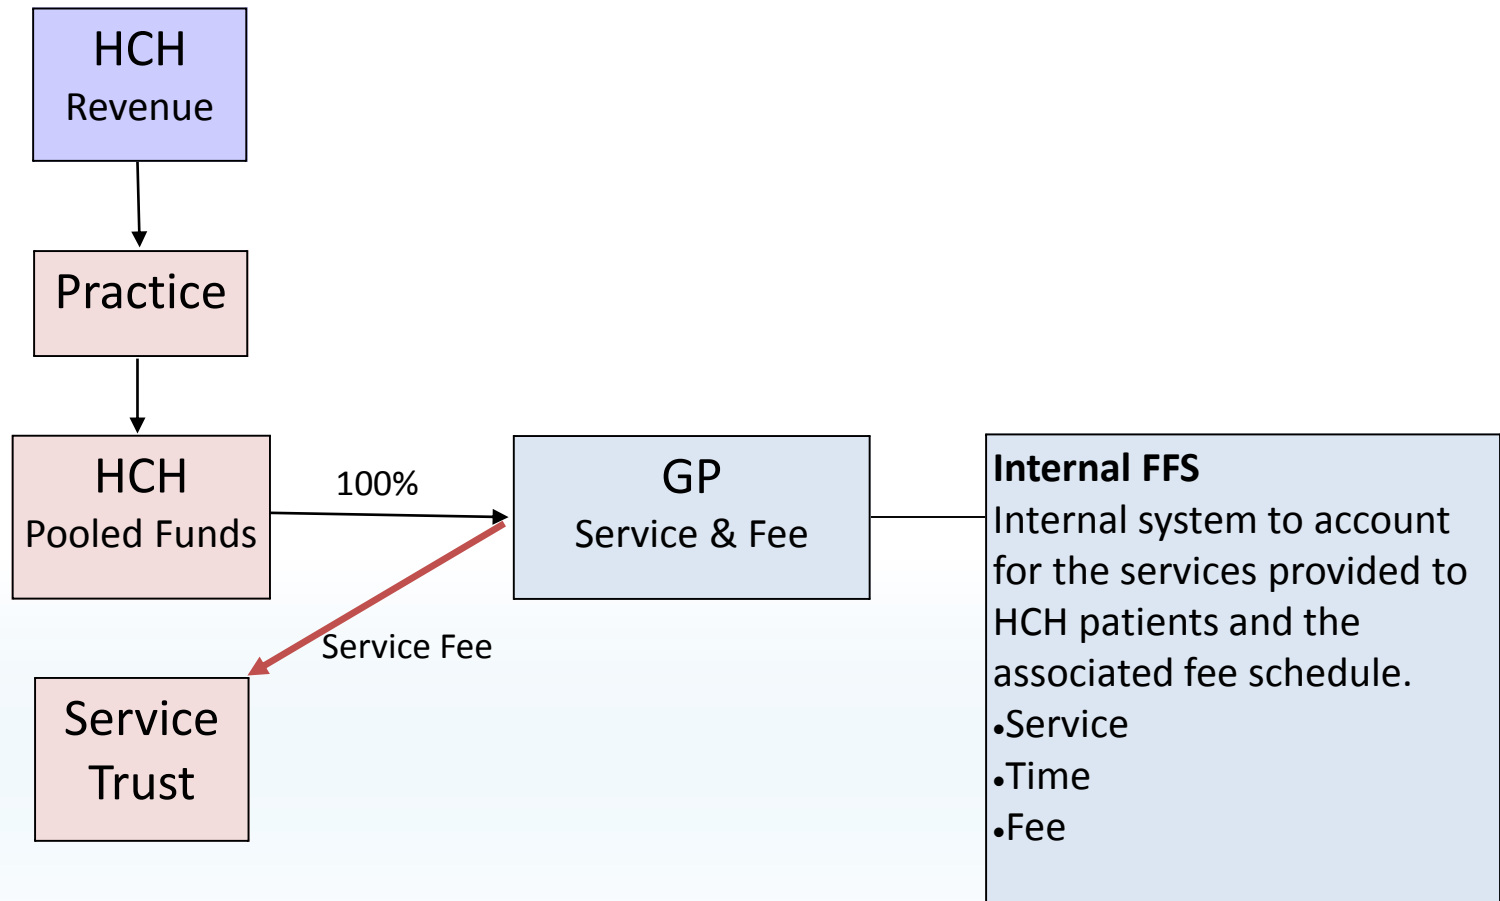 HCH
Revenue
Practice
HCH
Pooled Funds
100%
GP
Service & Fee
Service Fee
Service
Trust
Internal FFS
Internal system to account
for the services provided to
HCH patients and the
associated fee schedule.
•Service
•Time
•Fee